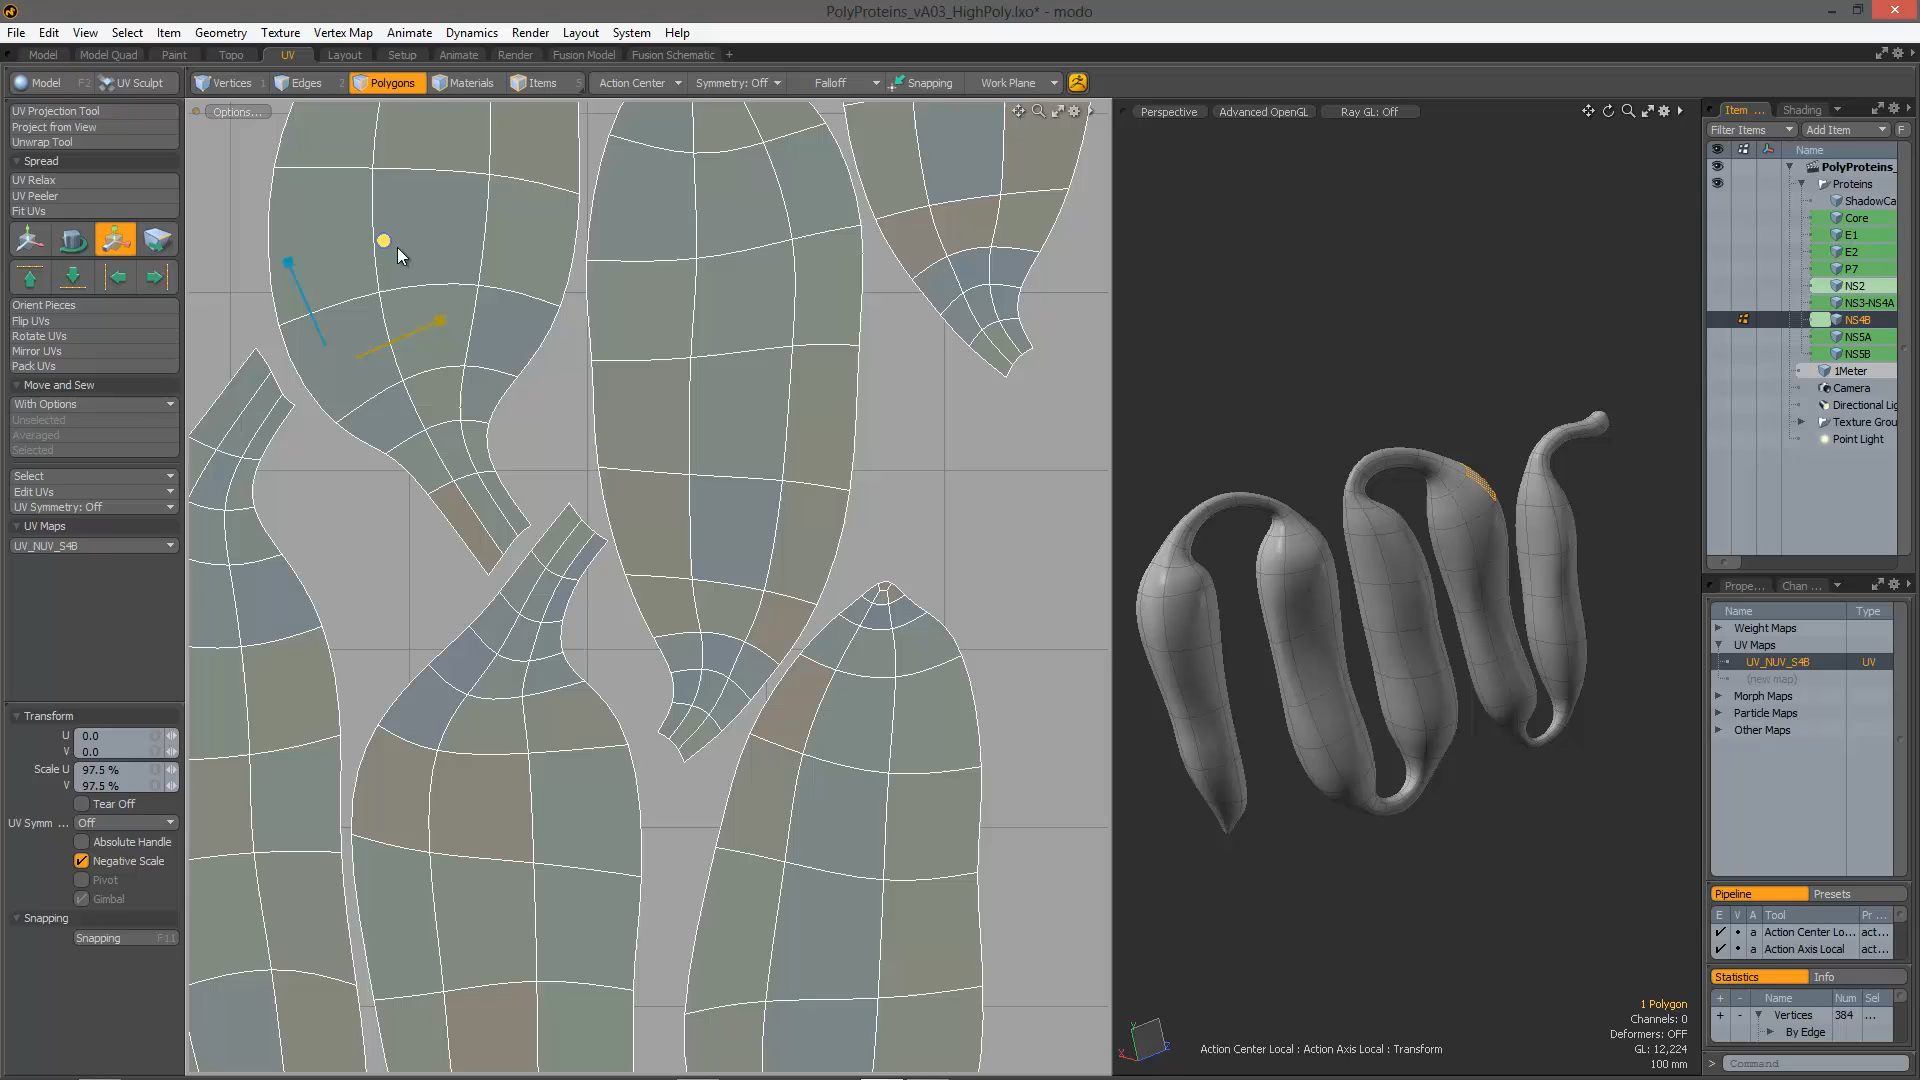 PolyProteins_vA03_HighPoly.lxo* - modo
File Edit View Select Item Geometry Texture Vertex Map Animate Dynamics Render Layout System Help
Model Model Quad Paint Topo UV Layout Setup Animate Render Fusion Model Fusion Schematic +
Model F2 UV Sculpt Vertices 1 Edges 2 Polygons Materials Items 5 Action Center Symmetry: Off Falloff Snapping Work Plane
UV Projection Tool
Project from View
Unwrap Tool
Spread
UV Relax
UV Peeler
Fit UVs
Orient Pieces
Flip UVs
Rotate UVs
Mirror UVs
Pack UVs
Move and Sew
With Options
Unselected
Averaged
Selected
Select
Edit UVs
UV Symmetry: Off
UV Maps
UV_NUV_S4B
Transform
U 0.0
V 0.0
Scale U 97.5 %
V 97.5 %
Tear Off
UV Symm ... Off
Absolute Handle
Negative Scale
Pivot
Gimbal
Snapping
Snapping F11
Options...
Perspective Advanced OpenGL Ray GL: Off
1 Polygon
Channels: 0
Deformers: OFF
GL: 12,224
100 mm
Action Center Local : Action Axis Local : Transform
Item ... Shading
Filter Items Add Item F
Name
PolyProteins_
Proteins
ShadowCa
Core
E1
E2
P7
NS2
NS3-NS4A
NS4B
NS5A
NS5B
1Meter
Camera
Directional Lig
Texture Grou
Point Light
Prope... Chan ...
Name Type
Weight Maps
UV Maps
UV_NUV_S4B UV
(new map)
Morph Maps
Particle Maps
Other Maps
Pipeline Presets
E V A Tool Pr ...
a Action Center Lo... act...
a Action Axis Local act...
Statistics Info
+ - Name Num Sel
+ - Vertices 384 ...
By Edge
> Command